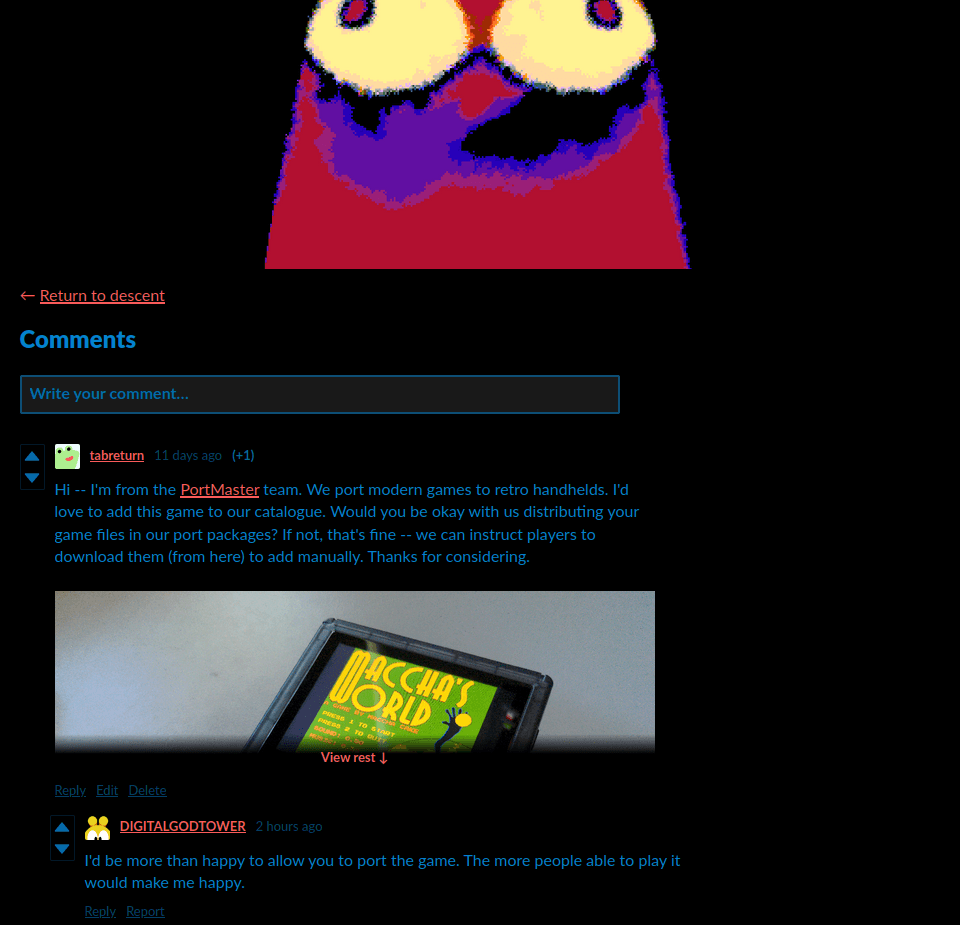 ← Return to descent
Comments
Write your comment...
tabreturn 11 days ago (+1)
Hi -- I'm from the PortMaster team. We port modern games to retro handhelds. I'd
love to add this game to our catalogue. Would you be okay with us distributing your
game files in our port packages? If not, that's fine -- we can instruct players to
download them (from here) to add manually. Thanks for considering.
MACCHA'S
WORLD
PRESS 1 TO START
PRESS 2 TO QUIT
View rest ↓
Reply Edit Delete
DIGITALGODTOWER 2 hours ago
I'd be more than happy to allow you to port the game. The more people able to play it
would make me happy.
Reply Report